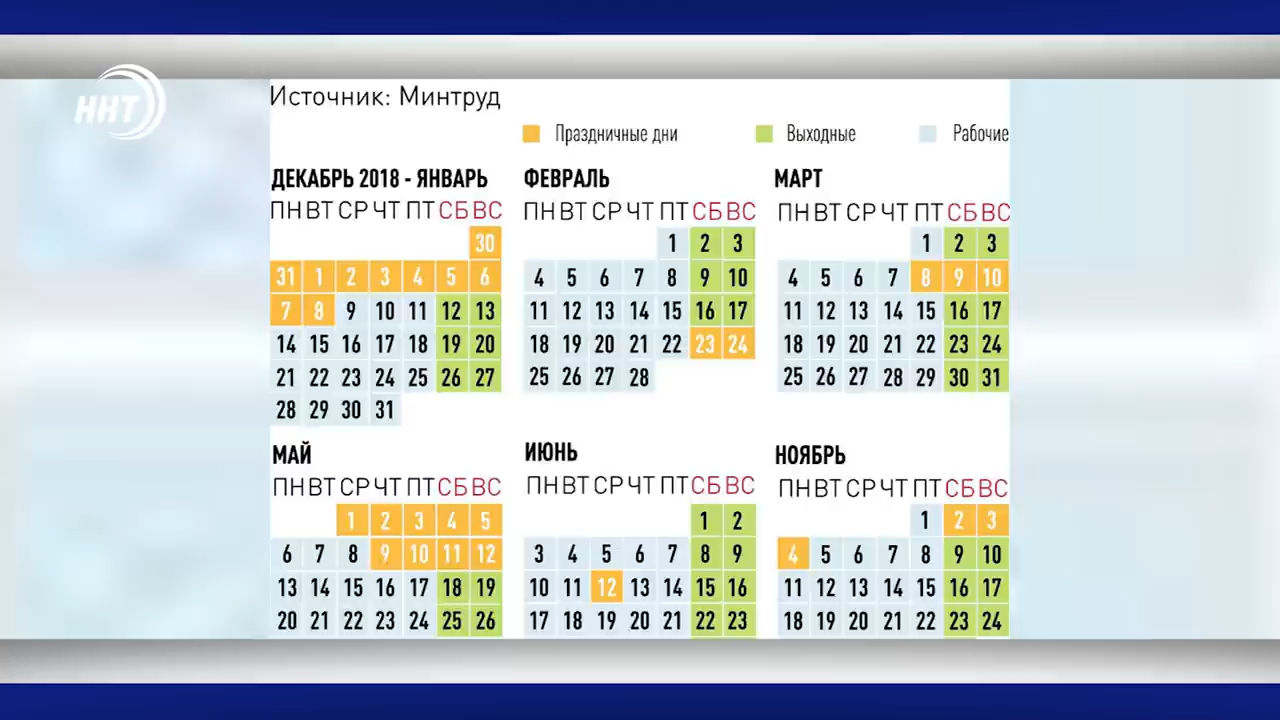 ННТ
Источник: Минтруд
Праздничные дни Выходные Рабочие
ДЕКАБРЬ 2018 - ЯНВАРЬ
ПН ВТ СР ЧТ ПТ СБ ВС
30
31 1 2 3 4 5 6
7 8 9 10 11 12 13
14 15 16 17 18 19 20
21 22 23 24 25 26 27
28 29 30 31
ФЕВРАЛЬ
ПН ВТ СР ЧТ ПТ СБ ВС
1 2 3
4 5 6 7 8 9 10
11 12 13 14 15 16 17
18 19 20 21 22 23 24
25 26 27 28
МАРТ
ПН ВТ СР ЧТ ПТ СБ ВС
1 2 3
4 5 6 7 8 9 10
11 12 13 14 15 16 17
18 19 20 21 22 23 24
25 26 27 28 29 30 31
МАЙ
ПН ВТ СР ЧТ ПТ СБ ВС
1 2 3 4 5
6 7 8 9 10 11 12
13 14 15 16 17 18 19
20 21 22 23 24 25 26
ИЮНЬ
ПН ВТ СР ЧТ ПТ СБ ВС
1 2
3 4 5 6 7 8 9
10 11 12 13 14 15 16
17 18 19 20 21 22 23
НОЯБРЬ
ПН ВТ СР ЧТ ПТ СБ ВС
1 2 3
4 5 6 7 8 9 10
11 12 13 14 15 16 17
18 19 20 21 22 23 24